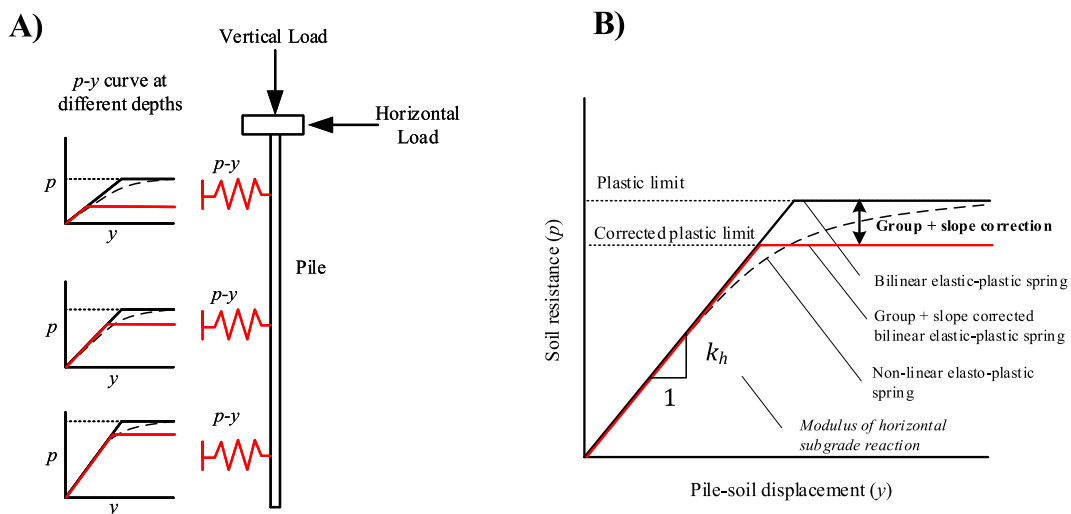 A)
Vertical Load
p-y curve at
different depths
Horizontal
Load
p
y
p-y
Pile
p
y
p-y
p
y
p-y
B)
Soil resistance (p)
Plastic limit
Corrected plastic limit
Group + slope correction
Bilinear elastic-plastic spring
Group + slope corrected
bilinear elastic-plastic spring
Non-linear elasto-plastic
spring
k_h
1
Modulus of horizontal
subgrade reaction
Pile-soil displacement (y)